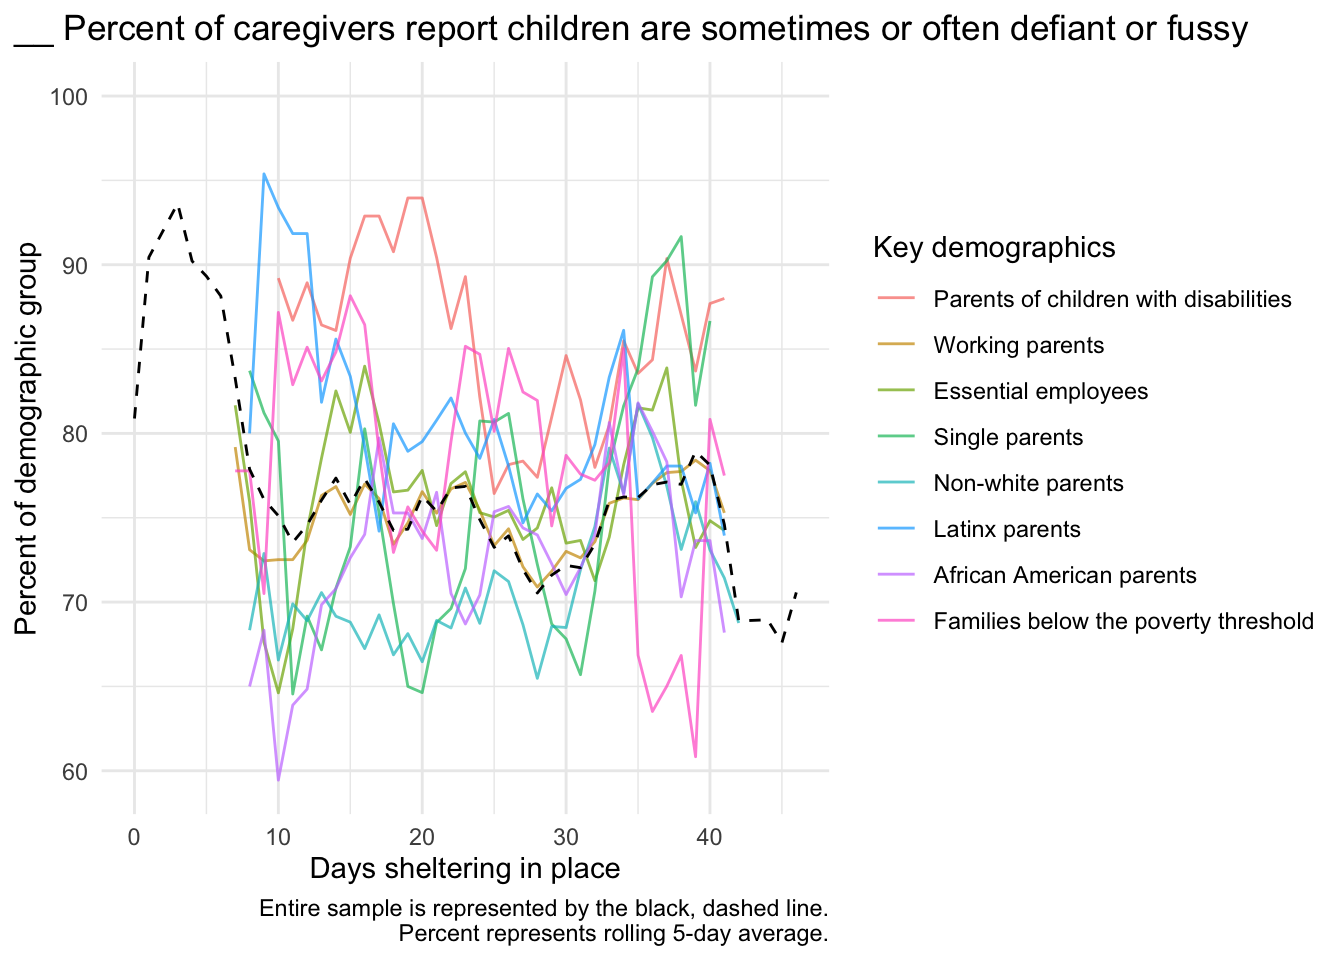 __ Percent of caregivers report children are sometimes or often defiant or fussy
100
90
80
70
60
Percent of demographic group
0 10 20 30 40
Days sheltering in place
Entire sample is represented by the black, dashed line.
Percent represents rolling 5-day average.
Key demographics
Parents of children with disabilities
Working parents
Essential employees
Single parents
Non-white parents
Latinx parents
African American parents
Families below the poverty threshold